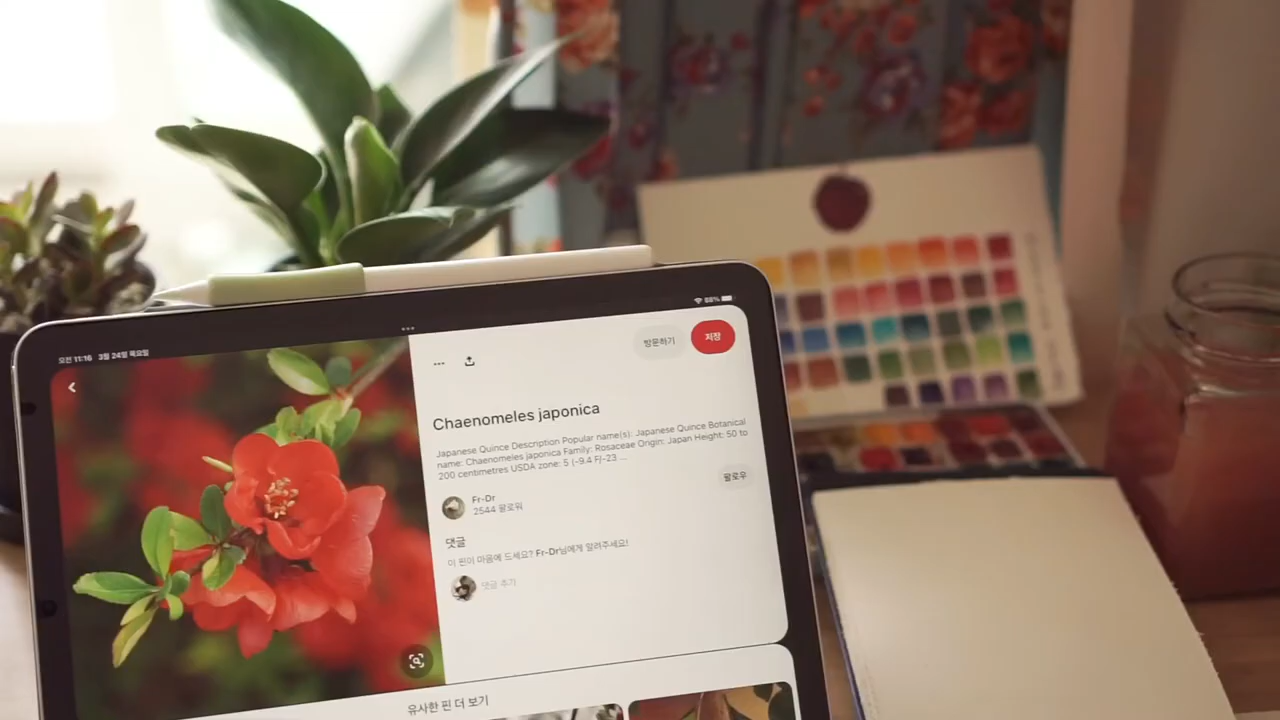 오전 11:16 3월 24일 목요일
88%
방문하기
저장
Chaenomeles japonica
Japanese Quince Description Popular name(s): Japanese Quince Botanical
name: Chaenomeles japonica Family: Rosaceae Origin: Japan Height: 50 to
200 centimetres USDA zone: 5 (-9.4 F/-23 ...
Fr-Dr
2544 팔로워
팔로우
댓글
이 핀이 마음에 드세요? Fr-Dr님에게 알려주세요!
댓글 추가
유사한 핀 더 보기